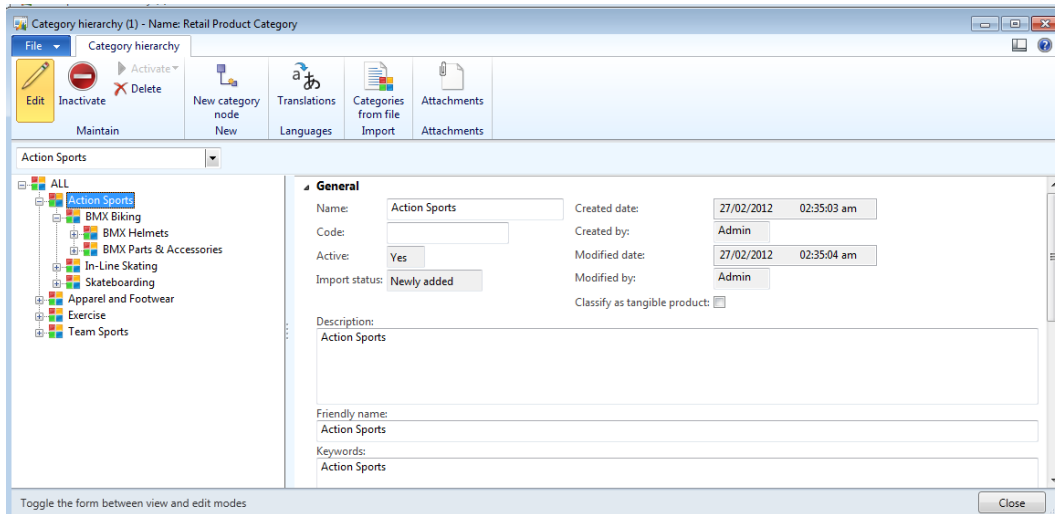 Category hierarchy (1) - Name: Retail Product Category
File
Category hierarchy
Edit
Inactivate
Activate
Delete
Maintain
New category
node
New
Translations
Languages
Categories
from file
Import
Attachments
Attachments
Action Sports
ALL
Action Sports
BMX Biking
BMX Helmets
BMX Parts & Accessories
In-Line Skating
Skateboarding
Apparel and Footwear
Exercise
Team Sports
General
Name: Action Sports
Code:
Active: Yes
Import status: Newly added
Created date: 27/02/2012 02:35:03 am
Created by: Admin
Modified date: 27/02/2012 02:35:04 am
Modified by: Admin
Classify as tangible product:
Description:
Action Sports
Friendly name:
Action Sports
Keywords:
Action Sports
Toggle the form between view and edit modes
Close